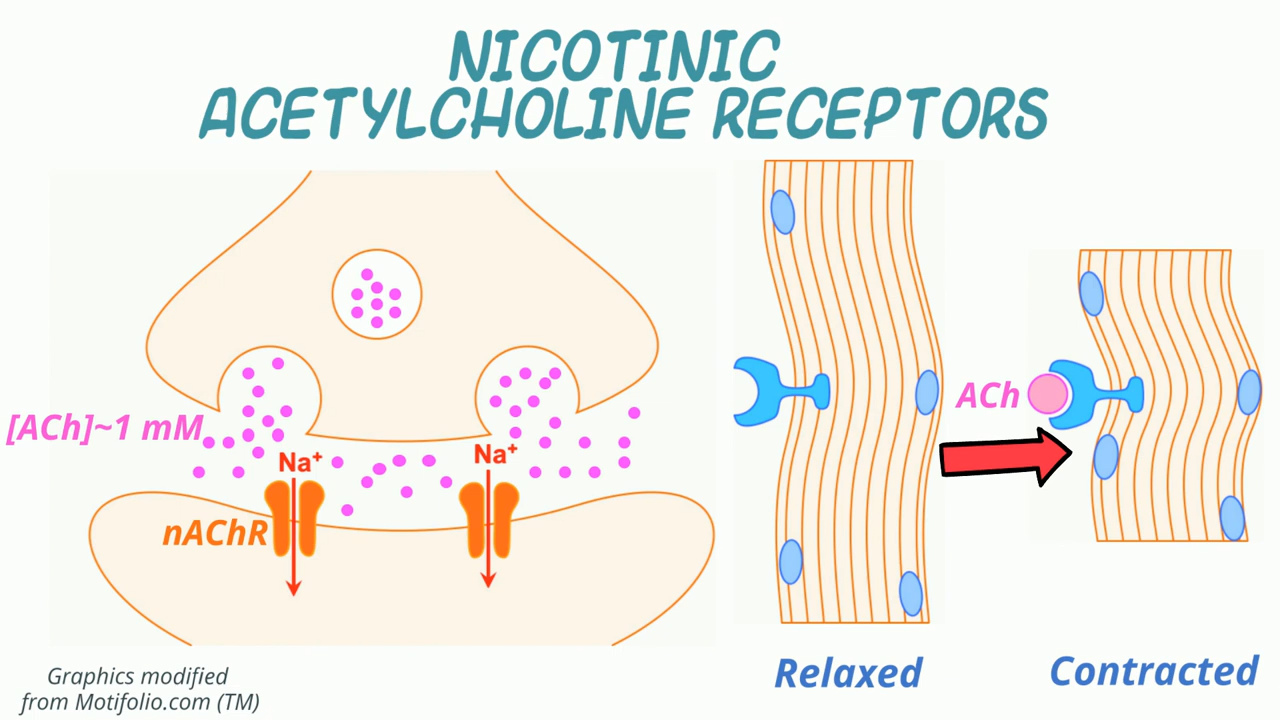 NICOTINIC
ACETYLCHOLINE RECEPTORS
[ACh]~1 mM
Na⁺
Na⁺
nAChR
ACh
Relaxed
Contracted
Graphics modified
from Motifolio.com (TM)